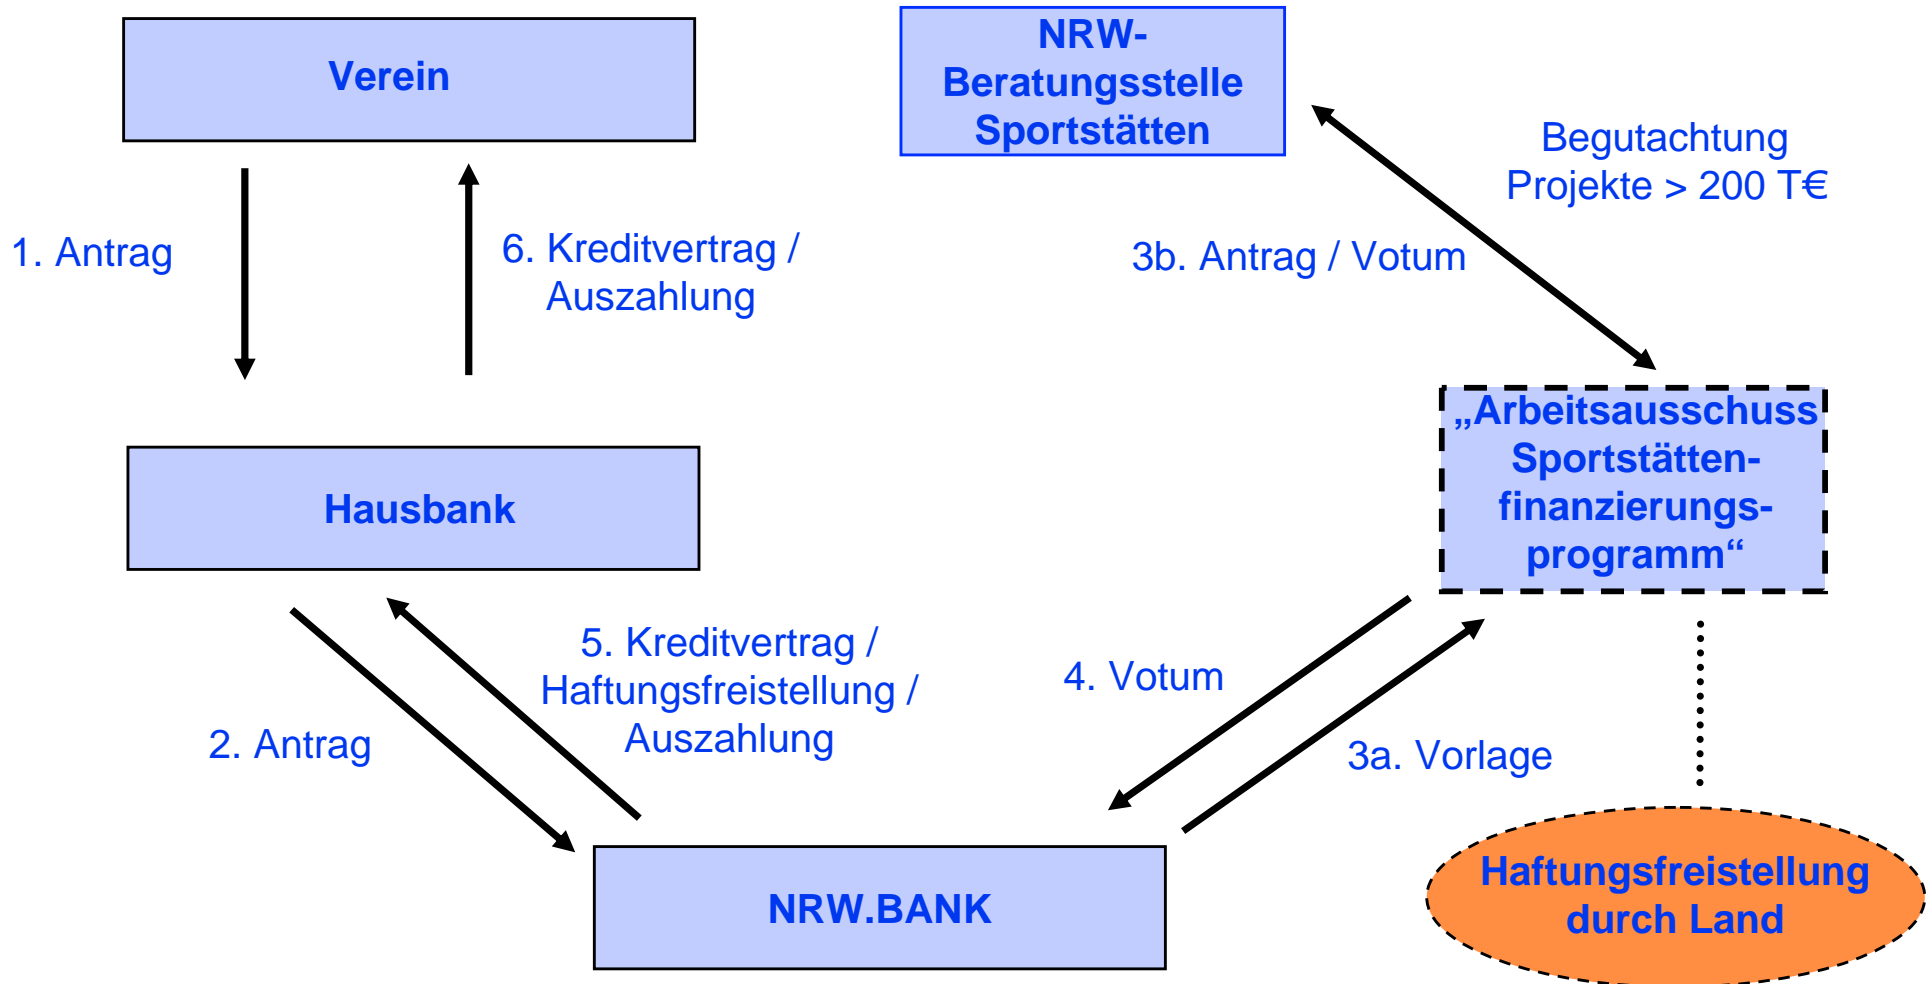 Verein
NRW-
Beratungsstelle
Sportstätten
Begutachtung
Projekte > 200 T€
1. Antrag
6. Kreditvertrag /
Auszahlung
3b. Antrag / Votum
„Arbeitsausschuss
Sportstätten-
finanzierungs-
programm“
Hausbank
5. Kreditvertrag /
Haftungsfreistellung /
Auszahlung
4. Votum
2. Antrag
3a. Vorlage
NRW.BANK
Haftungsfreistellung
durch Land